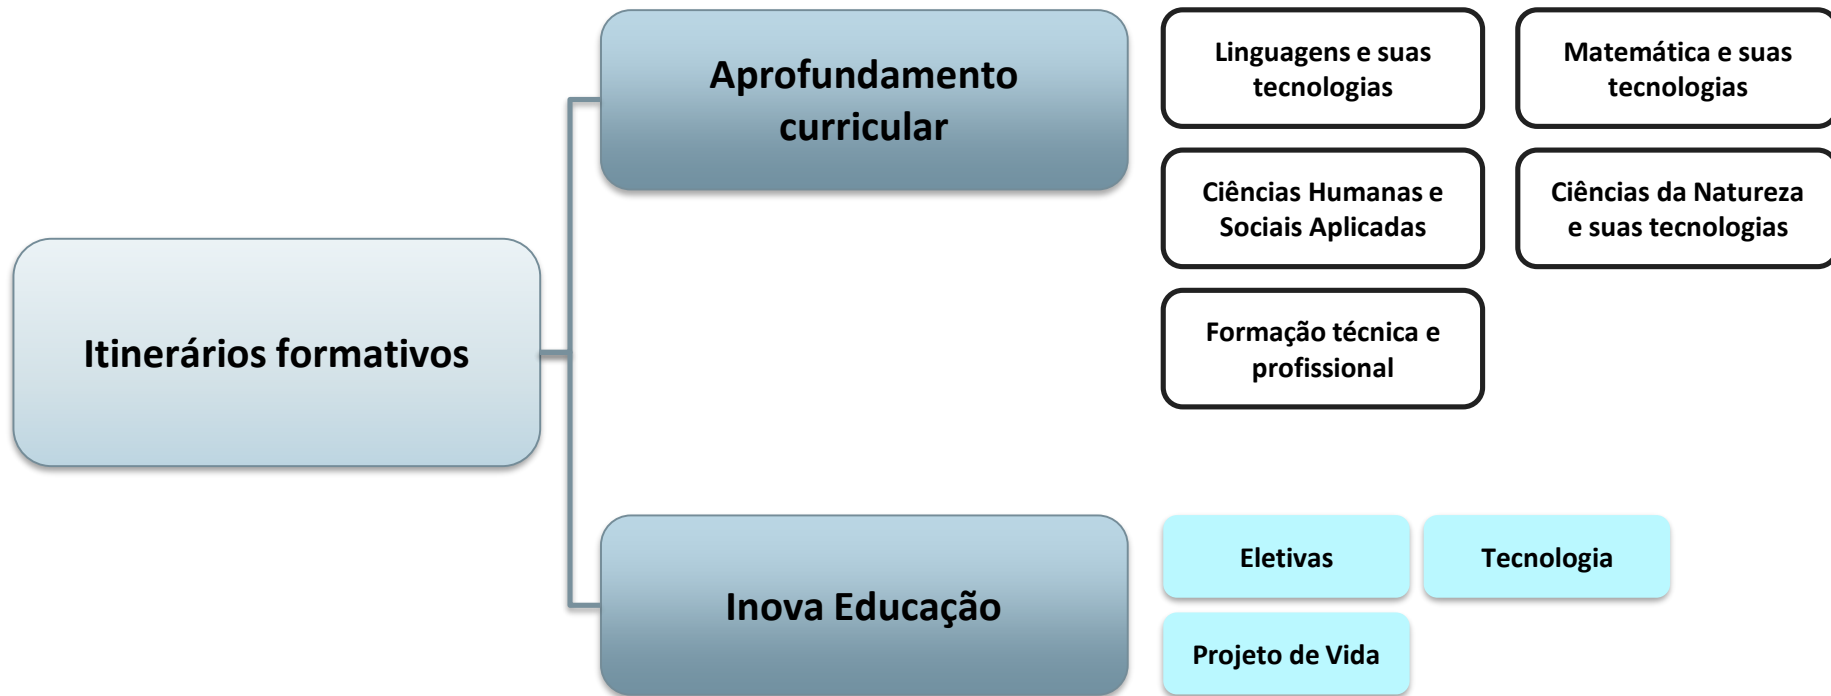 Itinerários formativos
Aprofundamento
curricular
Linguagens e suas
tecnologias
Matemática e suas
tecnologias
Ciências Humanas e
Sociais Aplicadas
Ciências da Natureza
e suas tecnologias
Formação técnica e
profissional
Inova Educação
Eletivas
Tecnologia
Projeto de Vida